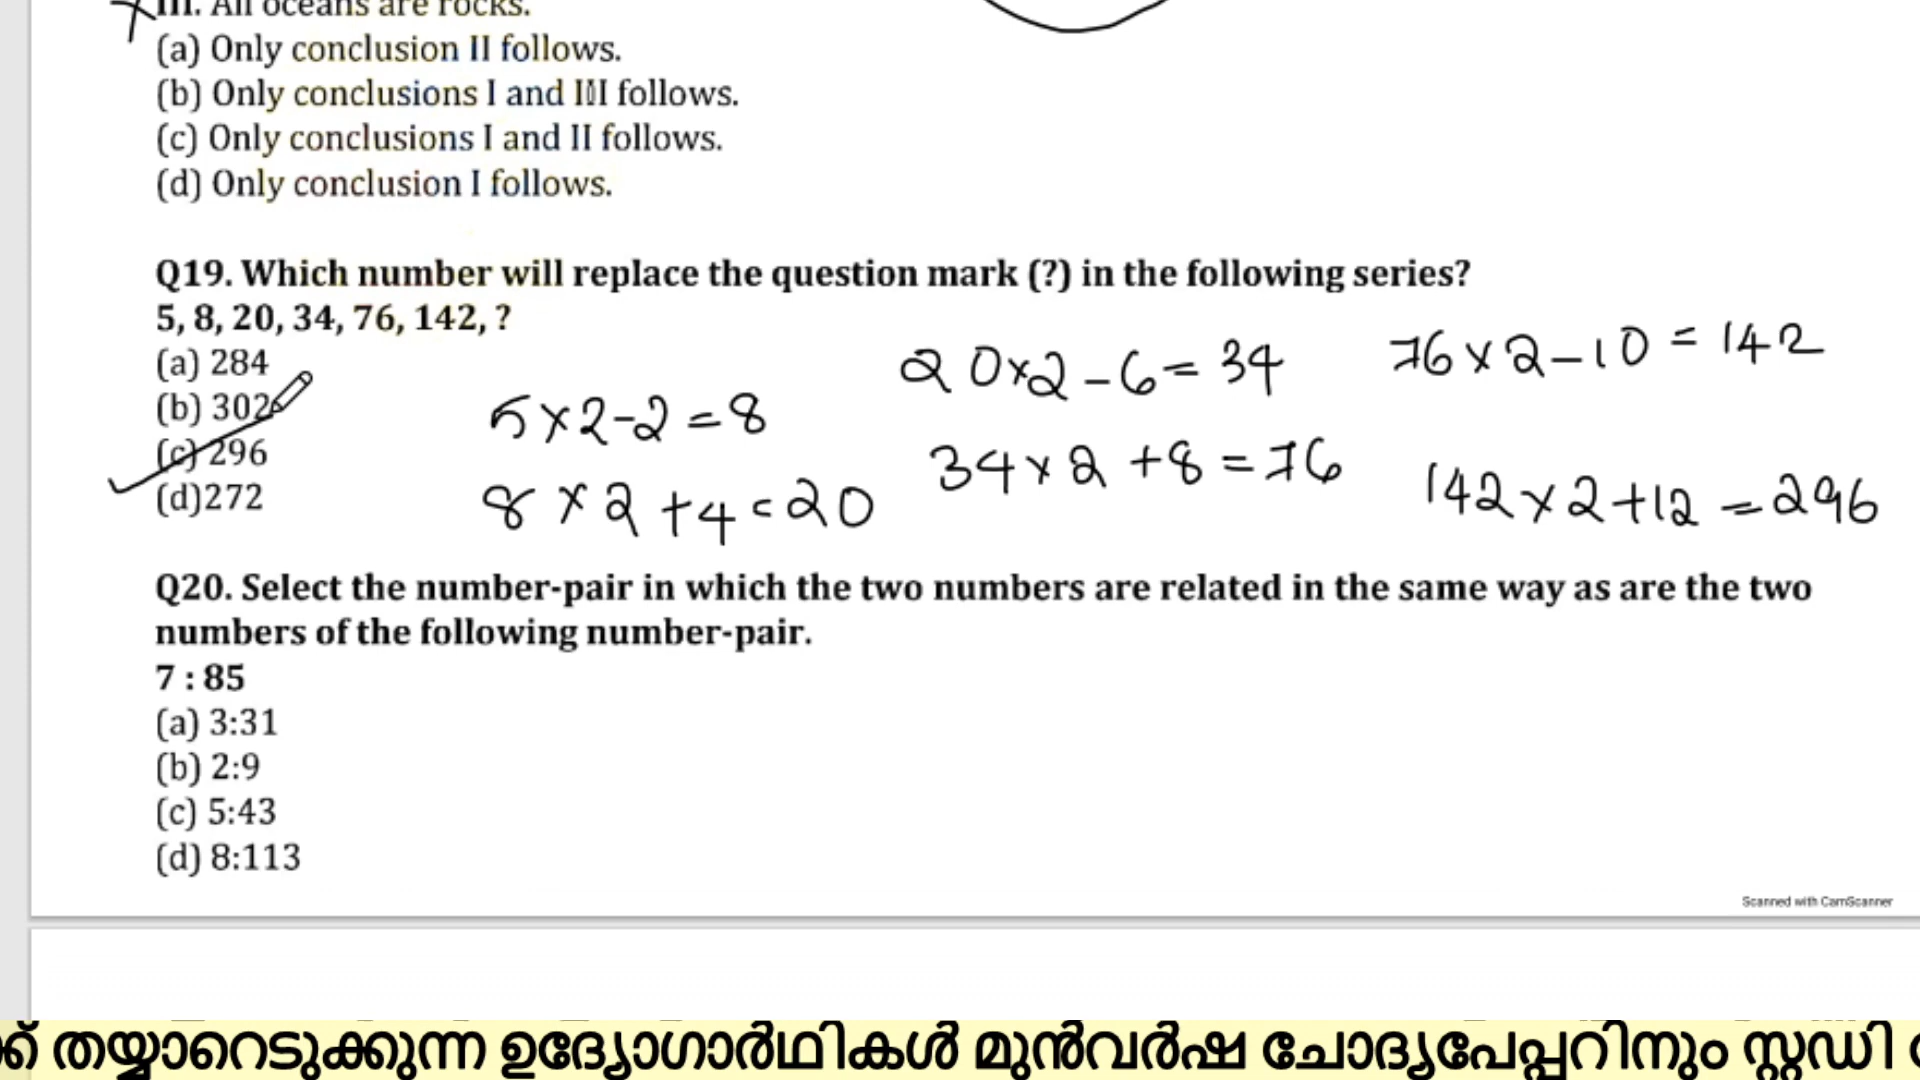 III. All oceans are rocks.
(a) Only conclusion II follows.
(b) Only conclusions I and III follows.
(c) Only conclusions I and II follows.
(d) Only conclusion I follows.
Q19. Which number will replace the question mark (?) in the following series?
5, 8, 20, 34, 76, 142, ?
(a) 284
(b) 302
(c) 296
(d)272
5×2-2=8
8×2+4=20
20×2-6=34
34×2+8=76
76×2-10=142
142×2+12=296
Q20. Select the number-pair in which the two numbers are related in the same way as are the two
numbers of the following number-pair.
7 : 85
(a) 3:31
(b) 2:9
(c) 5:43
(d) 8:113
Scanned with CamScanner
തയ്യാറെടുക്കുന്ന ഉദ്യോഗാർഥികൾ മുൻവർഷ ചോദ്യപേപ്പറിനും സ്റ്റഡി